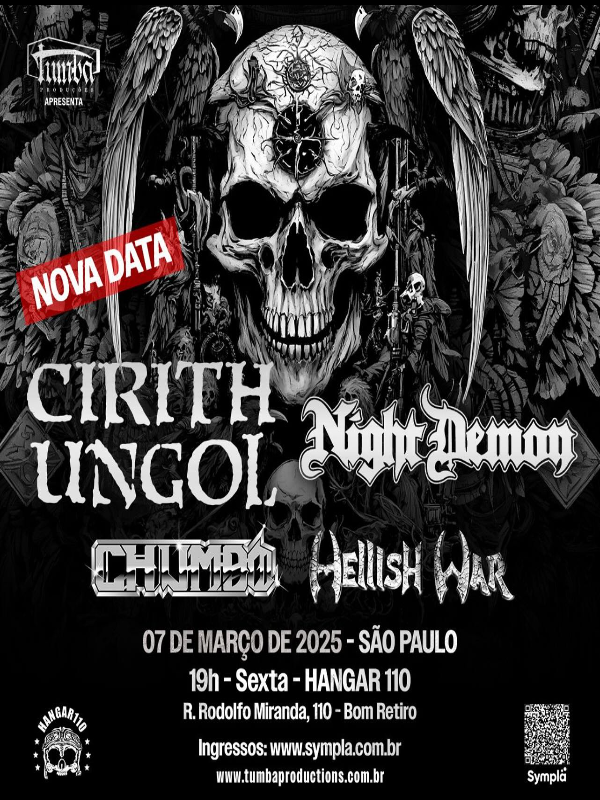 Tumba
PRODUÇÕES
APRESENTA
NOVA DATA
CIRITH
UNGOL
Night Demon
CHUMBO
HELLISH WAR
07 DE MARÇO DE 2025 - SÃO PAULO
19h - Sexta - HANGAR 110
R. Rodolfo Miranda, 110 - Bom Retiro
HANGAR110
Ingressos: www.sympla.com.br
www.tumbaproductions.com.br
Sympla